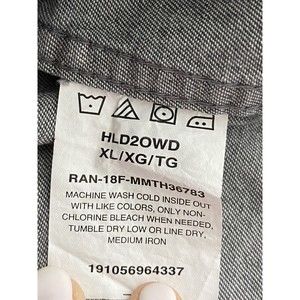 HLD2OWD
XL/XG/TG
RAN-18F-MMTH36783
MACHINE WASH COLD INSIDE OUT
WITH LIKE COLORS, ONLY NON-
CHLORINE BLEACH WHEN NEEDED,
TUMBLE DRY LOW OR LINE DRY,
MEDIUM IRON
191056964337